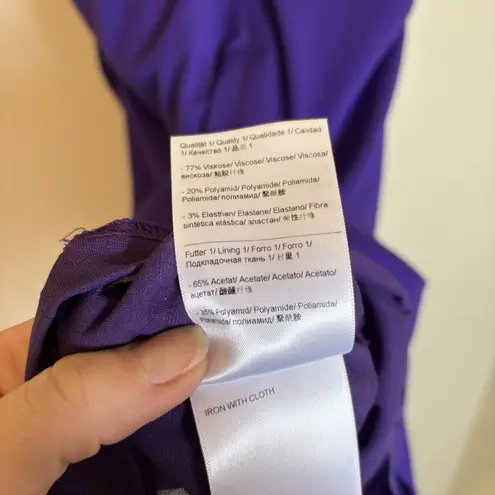 Qualität 1/ Quality 1/ Qualidade 1/ Calidad
1/ Качество 1/ 品质 1
- 77% Viskose/ Viscose/ Viscose/ Viscosa/
вискоза/ 黏胶纤维
- 20% Polyamid/ Polyamide/ Poliamida/
Poliamida/ полиамид/ 聚酰胺
- 3% Elasthan/ Elastane/ Elastano/ Fibra
sintética elástica/ эластан/ 弹性纤维
Futter 1/ Lining 1/ Forro 1/ Forro 1/
Подкладочная ткань 1/ 衬里 1
- 65% Acetat/ Acetate/ Acetato/ Acetato/
ацетат/ 醋酸纤维
- 35% Polyamid/ Polyamide/ Poliamida/
Poliamida/ полиамид/ 聚酰胺
IRON WITH CLOTH